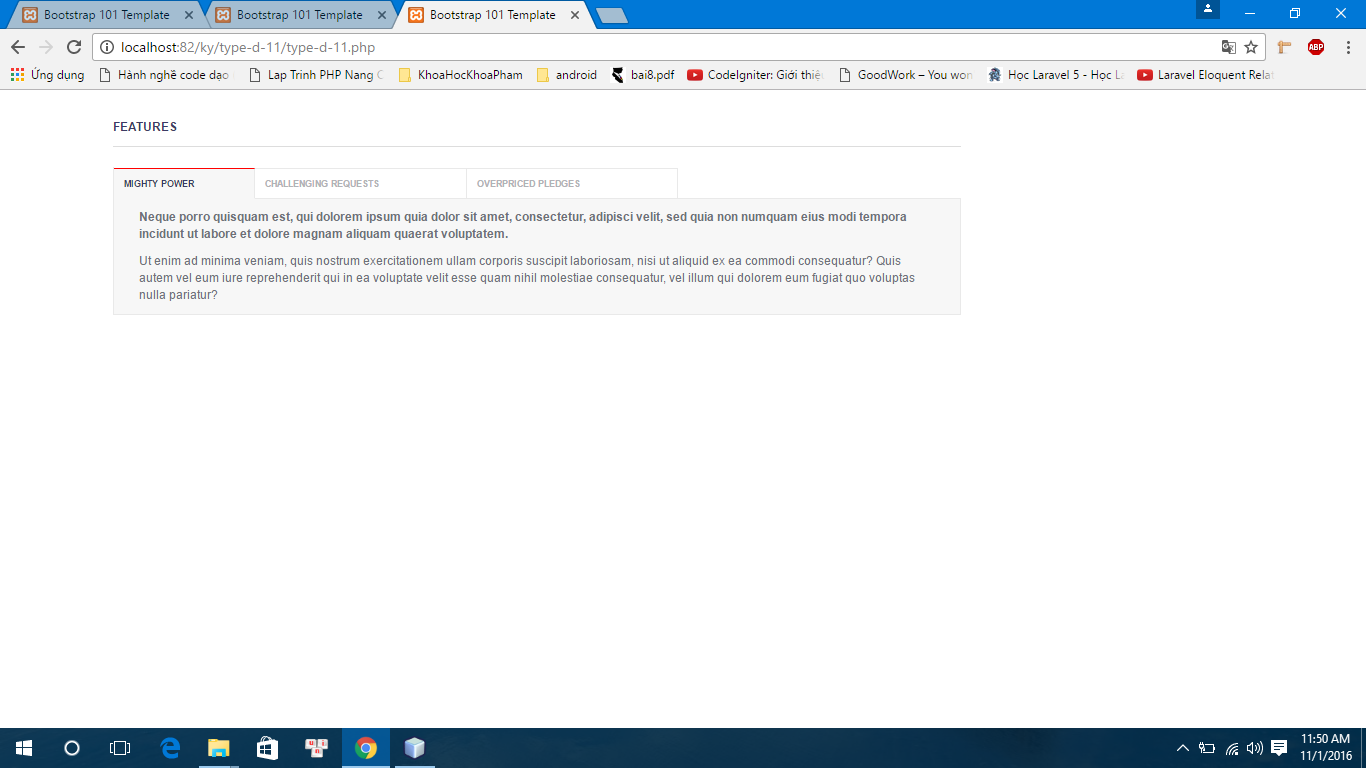 Bootstrap 101 Template
Bootstrap 101 Template
Bootstrap 101 Template
localhost:82/ky/type-d-11/type-d-11.php
ABP
Ứng dụng
Hành nghề code dạo
Lap Trinh PHP Nang C
KhoaHocKhoaPham
android
bai8.pdf
CodeIgniter: Giới thiệu
GoodWork – You won
Học Laravel 5 - Học L
Laravel Eloquent Relat
FEATURES
MIGHTY POWER
CHALLENGING REQUESTS
OVERPRICED PLEDGES
Neque porro quisquam est, qui dolorem ipsum quia dolor sit amet, consectetur, adipisci velit, sed quia non numquam eius modi tempora
incidunt ut labore et dolore magnam aliquam quaerat voluptatem.
Ut enim ad minima veniam, quis nostrum exercitationem ullam corporis suscipit laboriosam, nisi ut aliquid ex ea commodi consequatur? Quis
autem vel eum iure reprehenderit qui in ea voluptate velit esse quam nihil molestiae consequatur, vel illum qui dolorem eum fugiat quo voluptas
nulla pariatur?
11:50 AM
11/1/2016